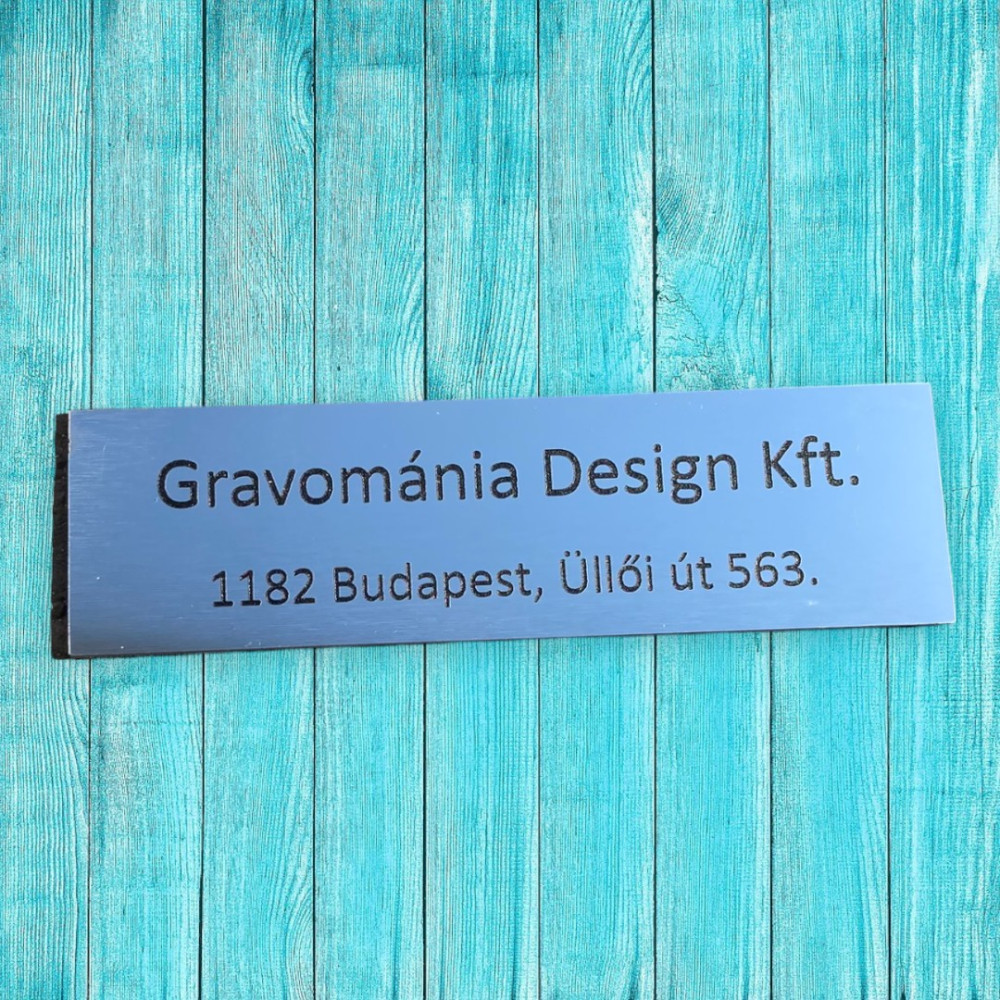 Gravománia Design Kft.
1182 Budapest, Üllői út 563.